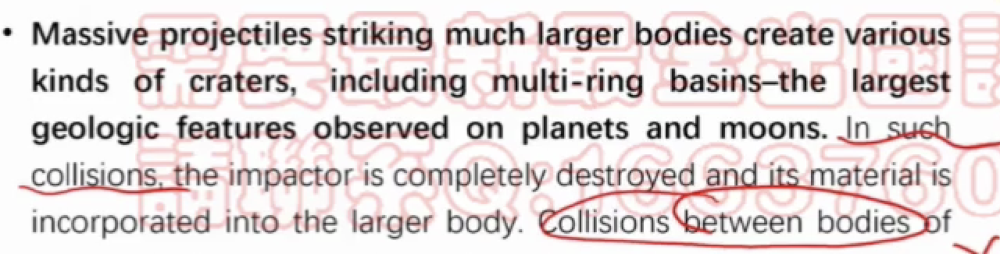 • Massive projectiles striking much larger bodies create various
kinds of craters, including multi-ring basins–the largest
geologic features observed on planets and moons. In such
collisions, the impactor is completely destroyed and its material is
incorporated into the larger body. Collisions between bodies of